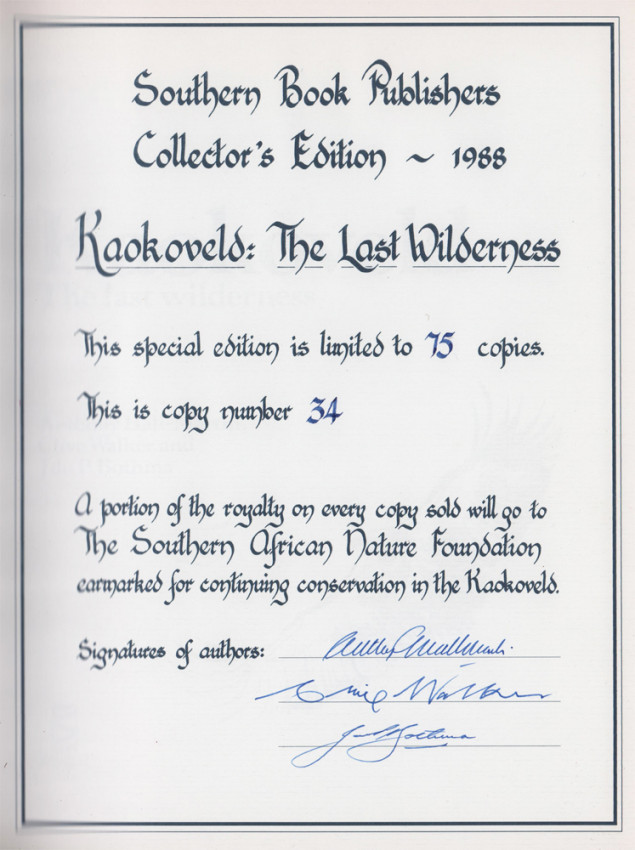 Southern Book Publishers
Collector's Edition ~ 1988
Kaokoveld: The Last Wilderness
This special edition is limited to 75 copies.
This is copy number 34
A portion of the royalty on every copy sold will go to
The Southern African Nature Foundation
earmarked for continuing conservation in the Kaokoveld.
Signatures of authors:
Clive Walker